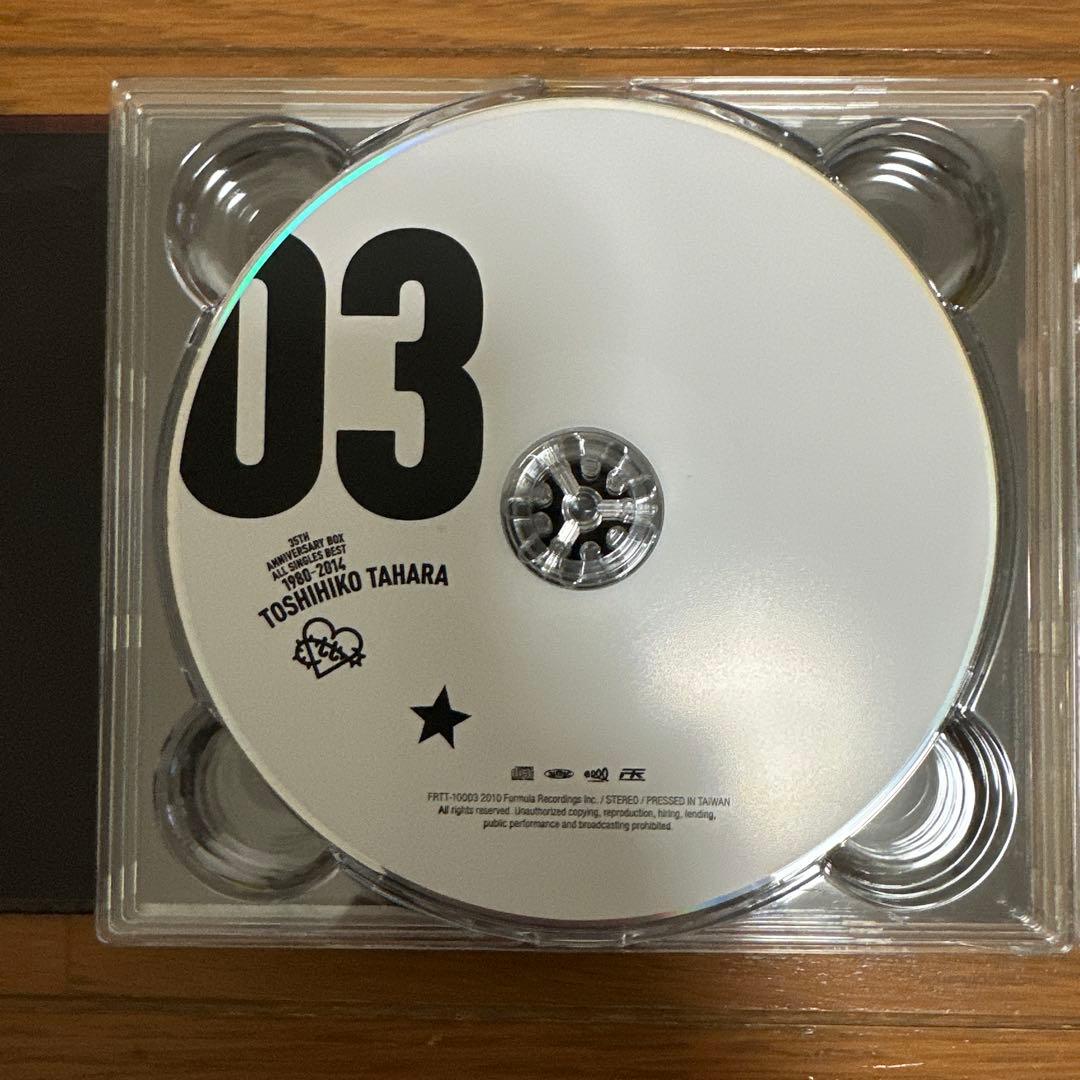 03
35TH
ANNIVERSARY BOX
ALL SINGLES BEST
1980-2014
TOSHIHIKO TAHARA
FRTT-10003 2010 Formula Recordings Inc. / STEREO / PRESSED IN TAIWAN
All rights reserved. Unauthorized copying, reproduction, hiring, lending,
public performance and broadcasting prohibited.